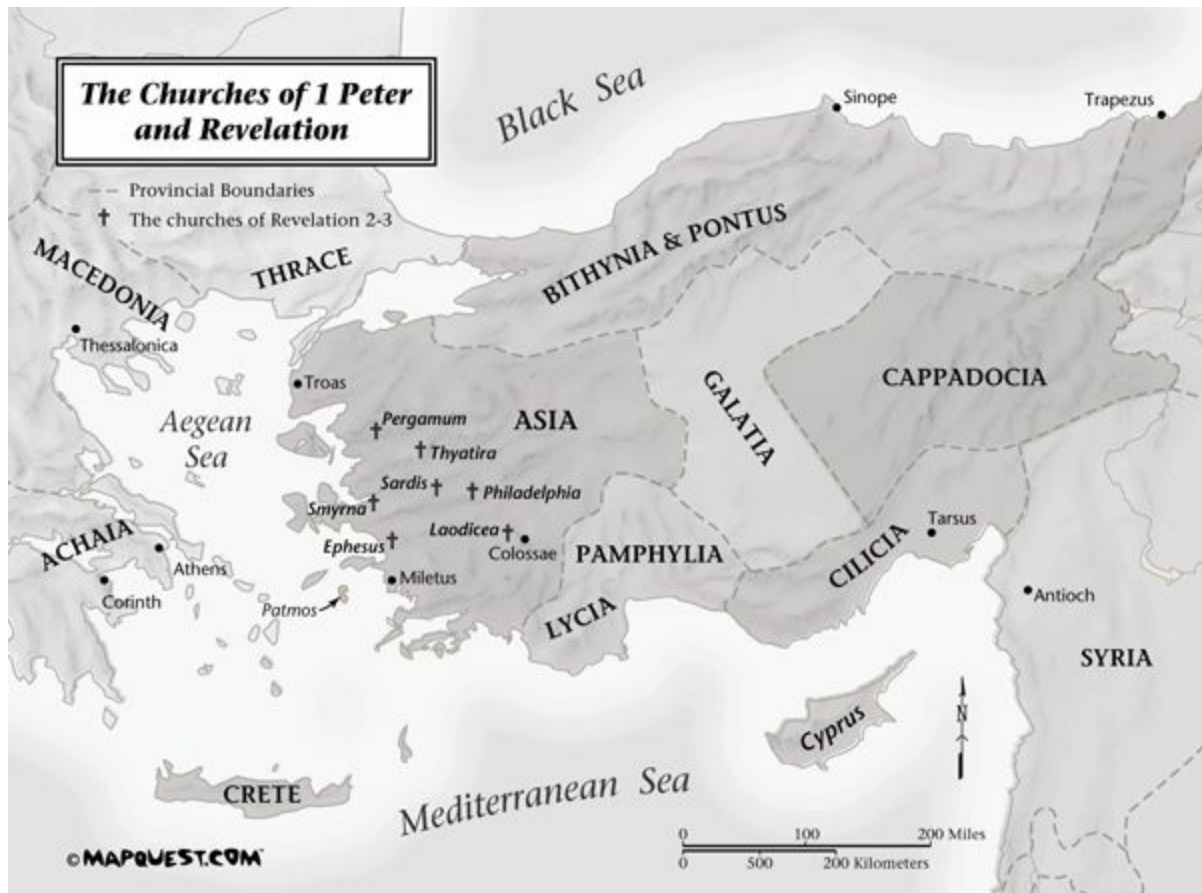 The Churches of 1 Peter
and Revelation
Provincial Boundaries
The churches of Revelation 2-3
Black Sea
Sinope
Trapezus
MACEDONIA
THRACE
BITHYNIA & PONTUS
Thessalonica
Troas
Aegean
Sea
Pergamum
ASIA
Thyatira
GALATIA
CAPPADOCIA
Sardis
Philadelphia
Smyrna
Laodicea
Ephesus
Colossae
PAMPHYLIA
CILICIA
Tarsus
ACHAIA
Athens
Corinth
Miletus
Patmos
LYCIA
Antioch
SYRIA
Cyprus
N
CRETE
Mediterranean Sea
0 100 200 Miles
0 500 200 Kilometers
©MAPQUEST.COM™